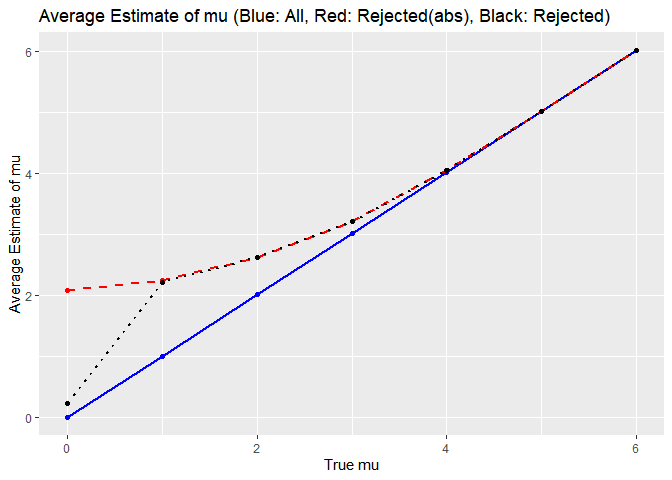 Average Estimate of mu (Blue: All, Red: Rejected(abs), Black: Rejected)
6
4
2
0
Average Estimate of mu
0 2 4 6
True mu